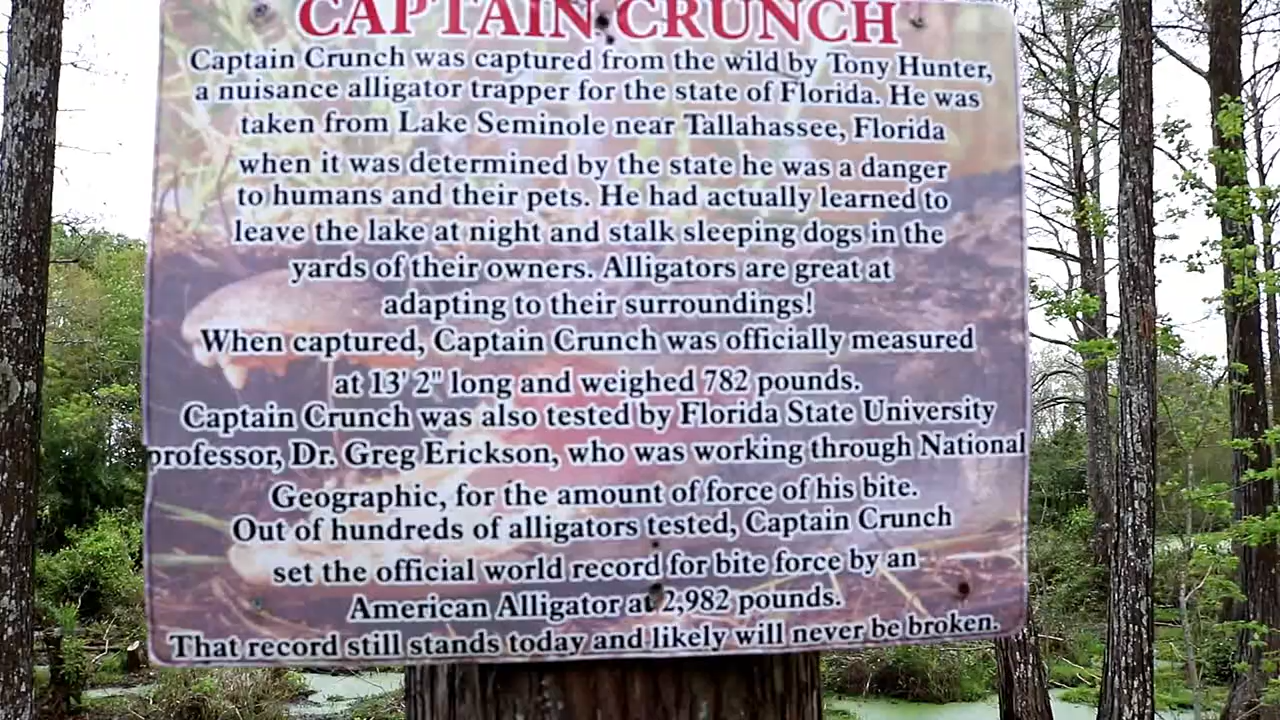 CAPTAIN CRUNCH
Captain Crunch was captured from the wild by Tony Hunter,
a nuisance alligator trapper for the state of Florida. He was
taken from Lake Seminole near Tallahassee, Florida
when it was determined by the state he was a danger
to humans and their pets. He had actually learned to
leave the lake at night and stalk sleeping dogs in the
yards of their owners. Alligators are great at
adapting to their surroundings!
When captured, Captain Crunch was officially measured
at 13' 2" long and weighed 782 pounds.
Captain Crunch was also tested by Florida State University
professor, Dr. Greg Erickson, who was working through National
Geographic, for the amount of force of his bite.
Out of hundreds of alligators tested, Captain Crunch
set the official world record for bite force by an
American Alligator at 2,982 pounds.
That record still stands today and likely will never be broken.